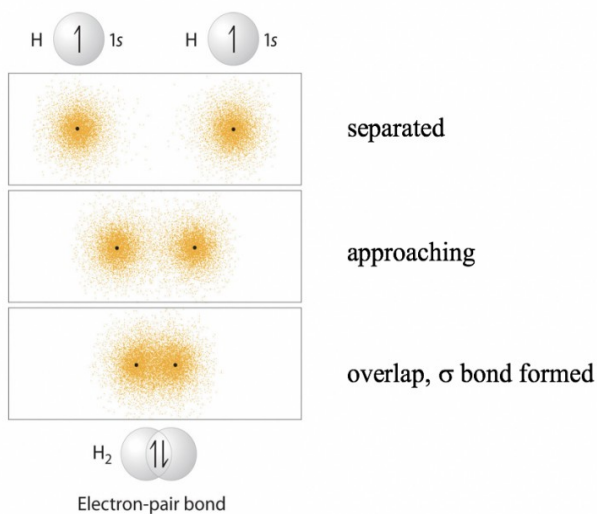 H 1s H 1s
separated
approaching
overlap, σ bond formed
H₂
Electron-pair bond